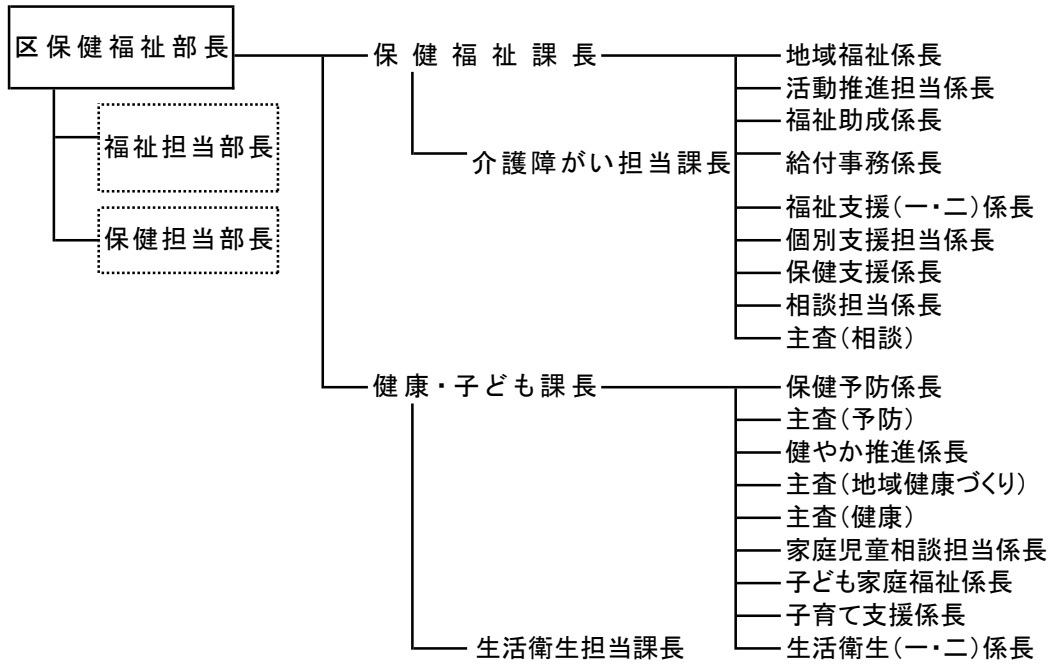 区保健福祉部長
福祉担当部長
保健担当部長
保健福祉課長
介護障がい担当課長
地域福祉係長
活動推進担当係長
福祉助成係長
給付事務係長
福祉支援(一・二)係長
個別支援担当係長
保健支援係長
相談担当係長
主査(相談)
健康・子ども課長
生活衛生担当課長
保健予防係長
主査(予防)
健やか推進係長
主査(地域健康づくり)
主査(健康)
家庭児童相談担当係長
子ども家庭福祉係長
子育て支援係長
生活衛生(一・二)係長